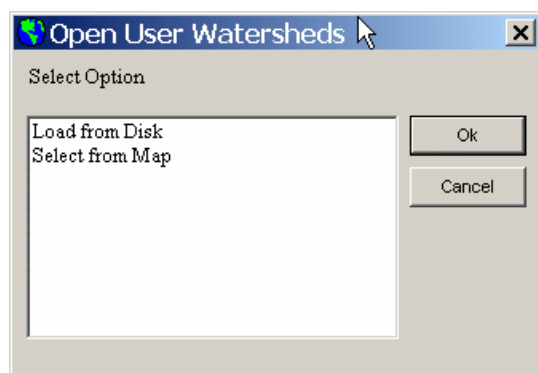 Open User Watersheds
Select Option
Load from Disk
Select from Map
Ok
Cancel